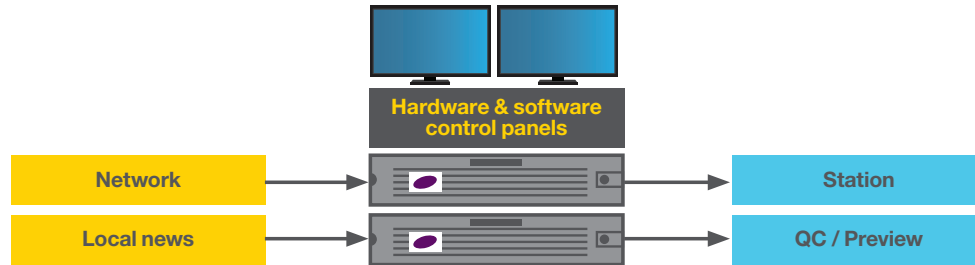 Hardware & software
control panels
Network
Station
Local news
QC / Preview